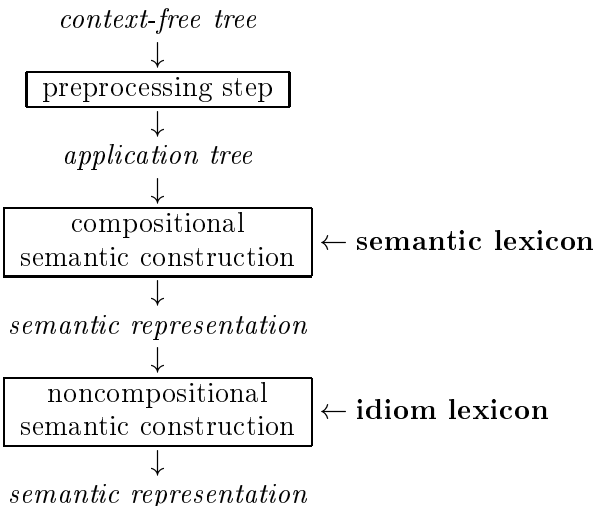 context-free tree
↓
preprocessing step
↓
application tree
↓
compositional
semantic construction
← semantic lexicon
↓
semantic representation
↓
noncompositional
semantic construction
← idiom lexicon
↓
semantic representation